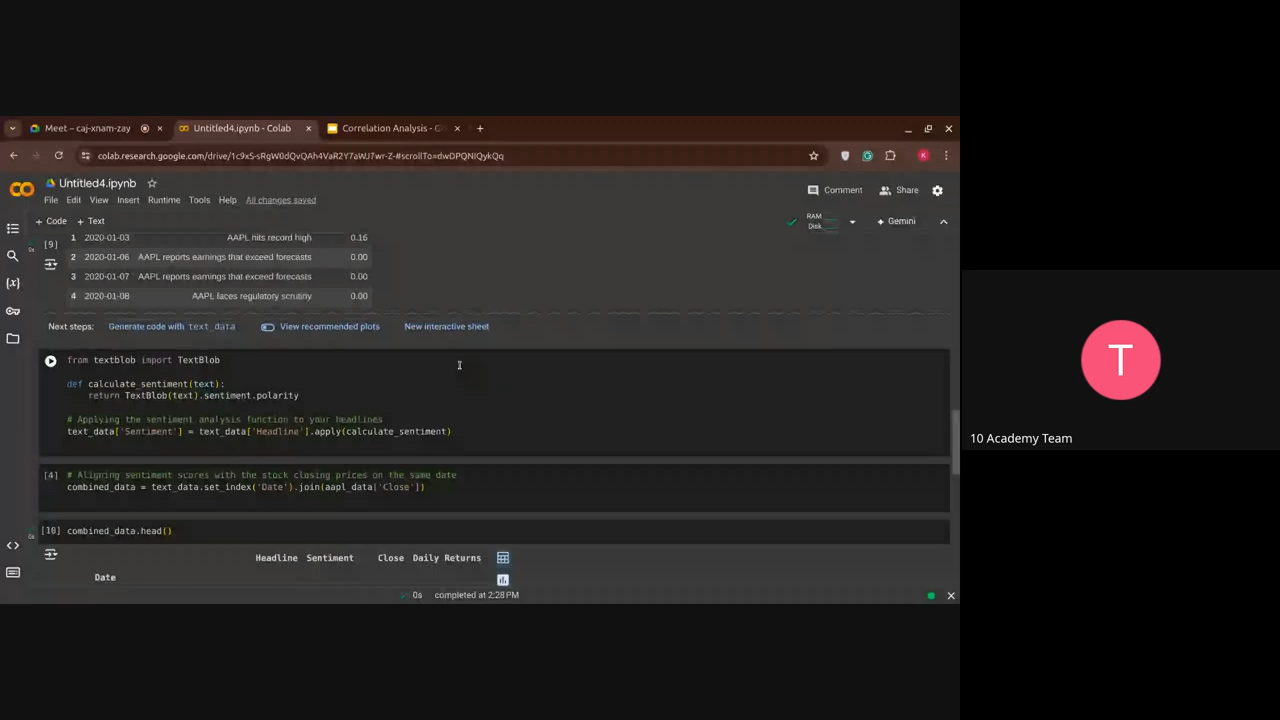 Meet – caj-xnam-zay
Untitled4.ipynb - Colab
Correlation Analysis - G
colab.research.google.com/drive/1c9xS-sRgW0dQvQAh4VaR2Y7aWJ7wr-Z-#scrollTo=dwDPQNIQykQq
K
Untitled4.ipynb
File Edit View Insert Runtime Tools Help All changes saved
Comment Share
+ Code + Text
RAM
Disk
Gemini
[9]
1 2020-01-03 AAPL hits record high 0.16
2 2020-01-06 AAPL reports earnings that exceed forecasts 0.00
3 2020-01-07 AAPL reports earnings that exceed forecasts 0.00
4 2020-01-08 AAPL faces regulatory scrutiny 0.00
Next steps: Generate code with text_data View recommended plots New interactive sheet
from textblob import TextBlob
def calculate_sentiment(text):
return TextBlob(text).sentiment.polarity
# Applying the sentiment analysis function to your headlines
text_data['Sentiment'] = text_data['Headline'].apply(calculate_sentiment)
[4] # Aligning sentiment scores with the stock closing prices on the same date
combined_data = text_data.set_index('Date').join(aapl_data['Close'])
[10] combined_data.head()
Headline Sentiment Close Daily Returns
Date
0s completed at 2:28 PM
T
10 Academy Team